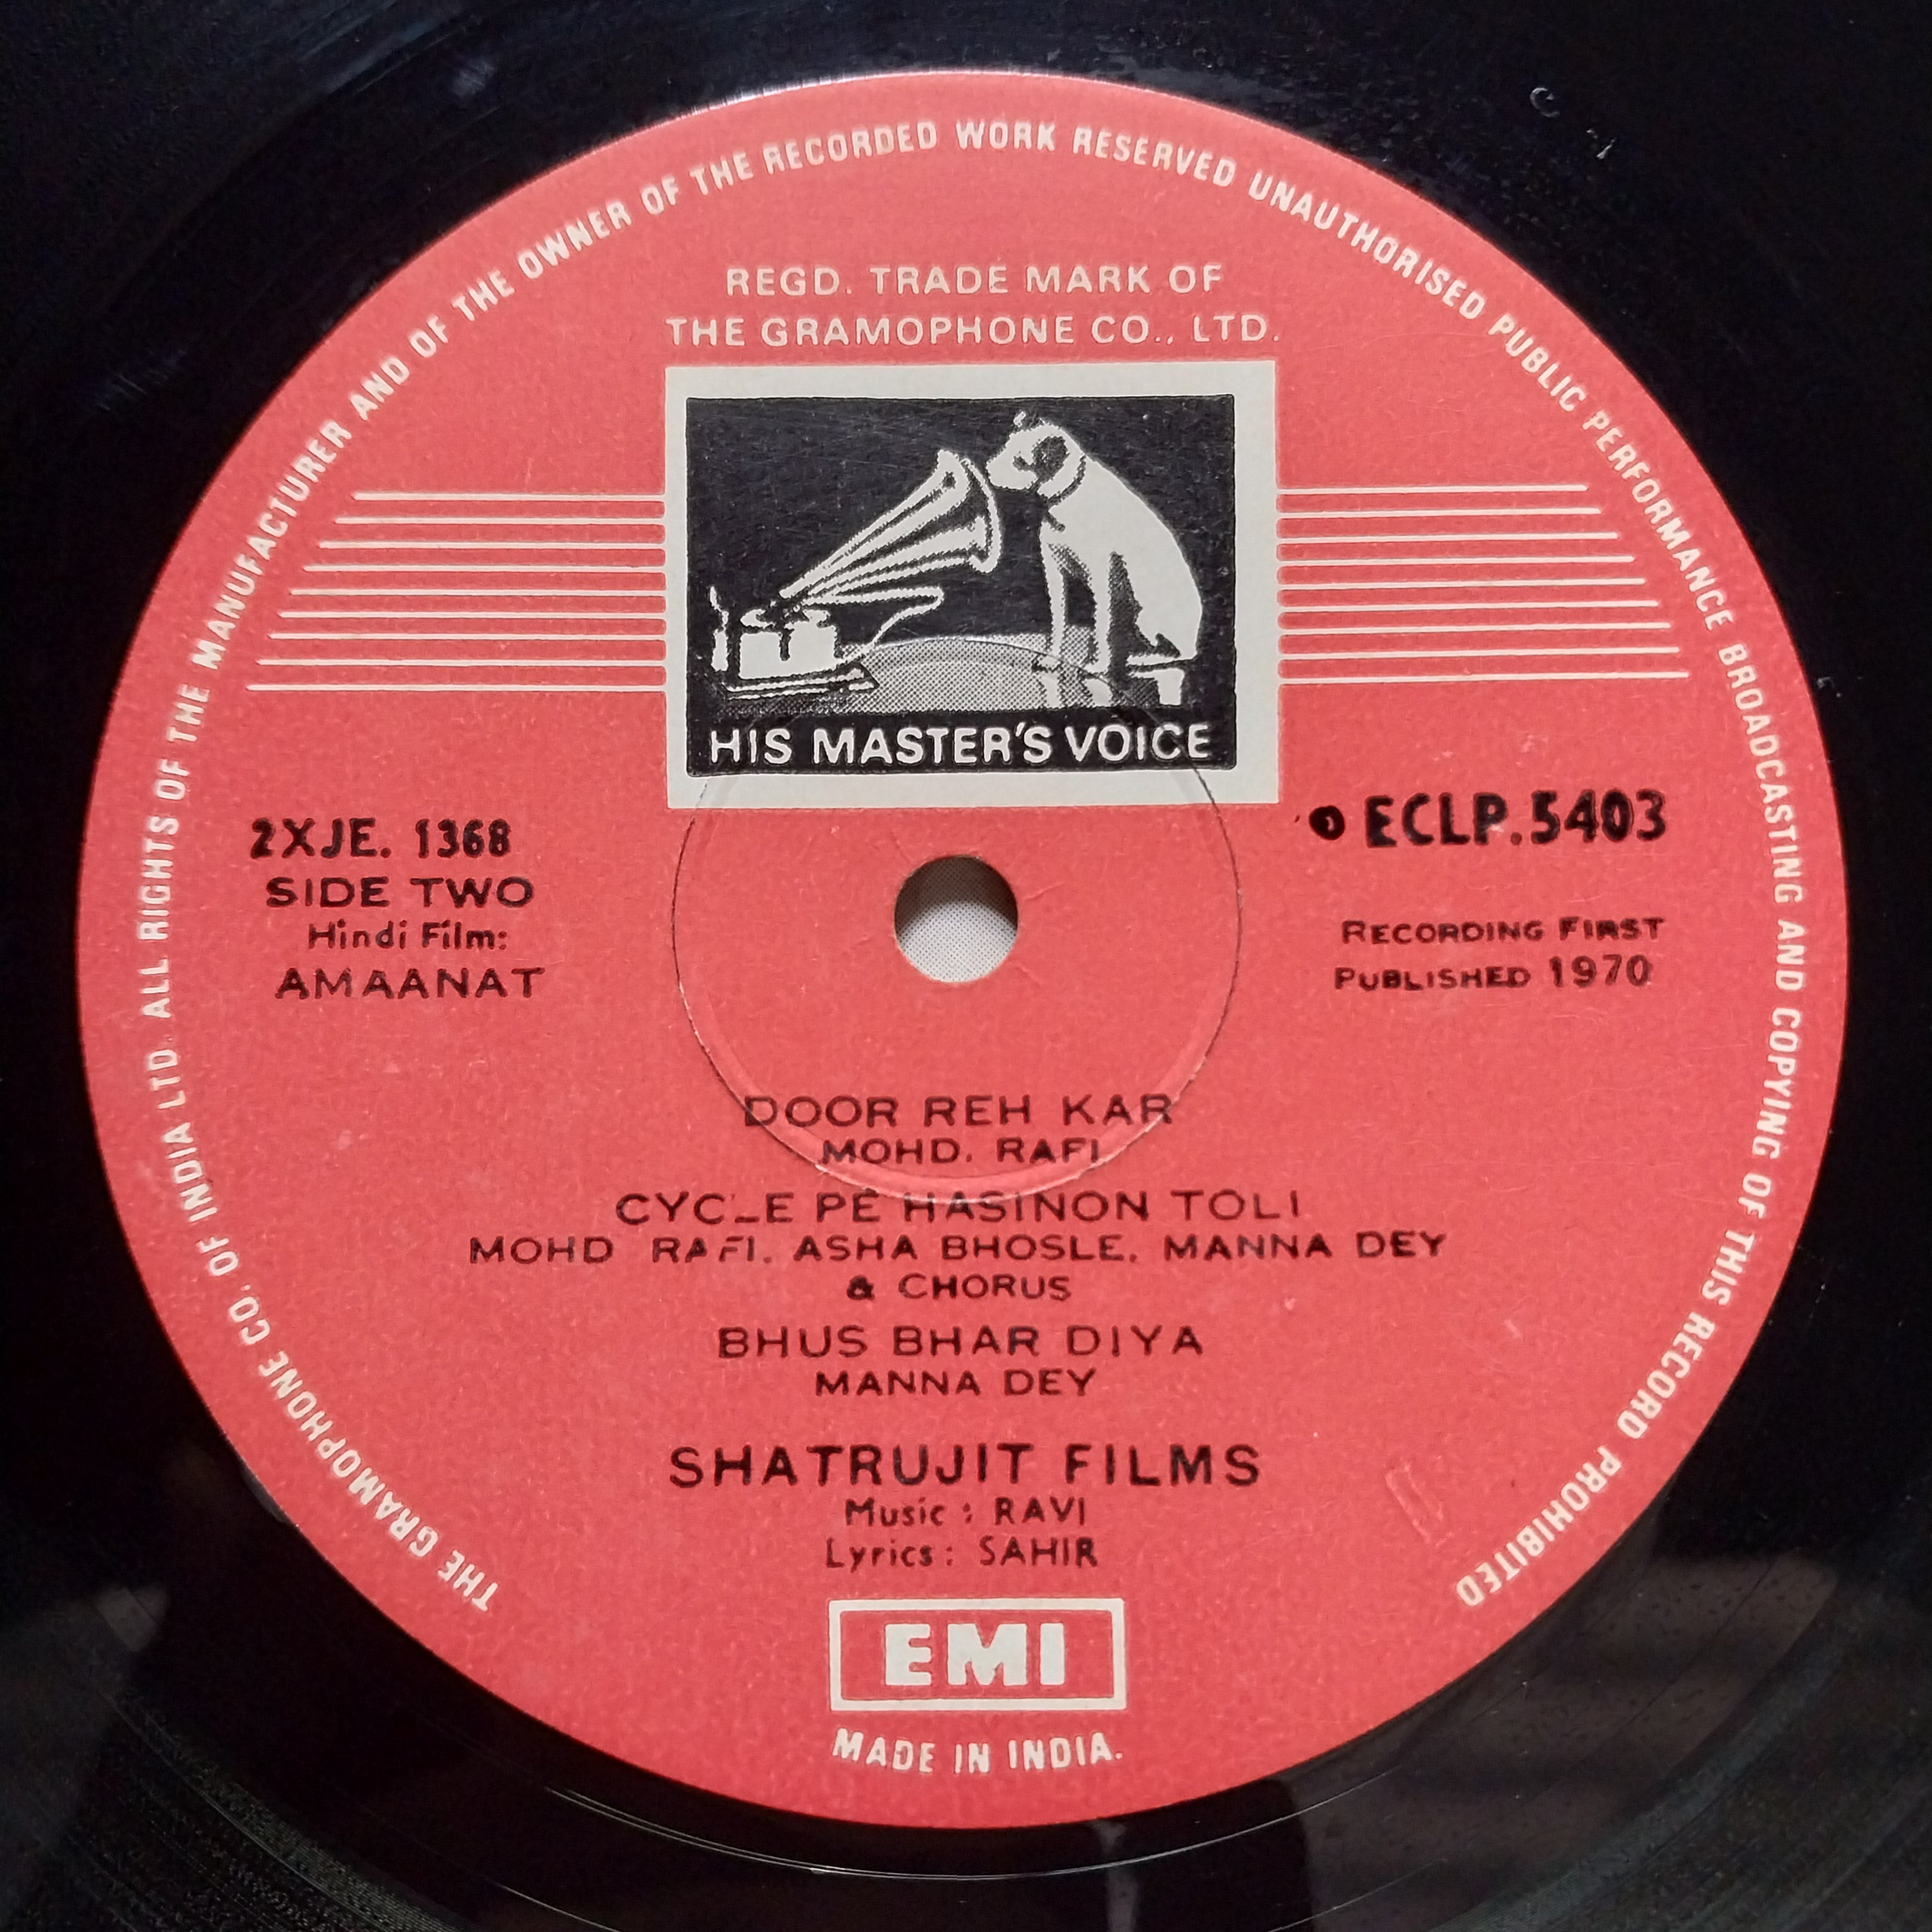 THE GRAMOPHONE CO. OF INDIA LTD. ALL RIGHTS OF THE MANUFACTURER AND OF THE OWNER OF THE RECORDED WORK RESERVED UNAUTHORISED PUBLIC PERFORMANCE BROADCASTING AND COPYING OF THIS RECORD PROHIBITED
REGD. TRADE MARK OF
THE GRAMOPHONE CO., LTD.
HIS MASTER'S VOICE
2XJE. 1368
SIDE TWO
Hindi Film:
AMAANAT
ECLP.5403
RECORDING FIRST
PUBLISHED 1970
DOOR REH KAR
MOHD. RAFI
CYCLE PE HASINON TOLI
MOHD RAFI. ASHA BHOSLE. MANNA DEY
& CHORUS
BHUS BHAR DIYA
MANNA DEY
SHATRUJIT FILMS
Music : RAVI
Lyrics : SAHIR
EMI
MADE IN INDIA.